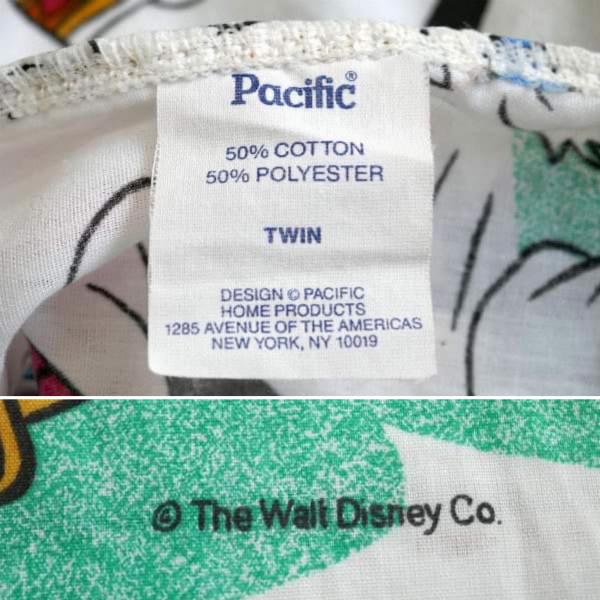 Pacific®
50% COTTON
50% POLYESTER
TWIN
DESIGN © PACIFIC
HOME PRODUCTS
1285 AVENUE OF THE AMERICAS
NEW YORK, NY 10019
© The Walt Disney Co.